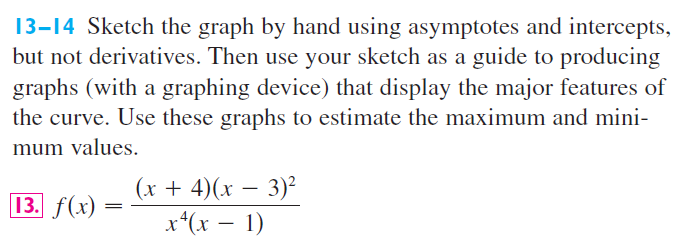 13–14 Sketch the graph by hand using asymptotes and intercepts,
but not derivatives. Then use your sketch as a guide to producing
graphs (with a graphing device) that display the major features of
the curve. Use these graphs to estimate the maximum and mini-
mum values.
13. f(x) = (x + 4)(x − 3)² / x⁴(x − 1)